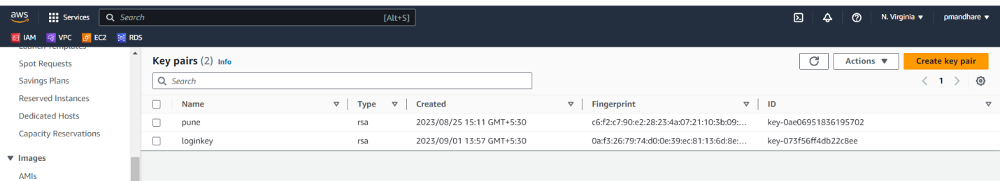 aws Services Search [Alt+S] N. Virginia ▼ pmandhare ▼
IAM VPC EC2 RDS
Launch Templates
Spot Requests
Savings Plans
Reserved Instances
Dedicated Hosts
Capacity Reservations
▼ Images
AMIs
Key pairs (2) Info Actions ▼ Create key pair
Search 1
Name Type Created Fingerprint ID
pune rsa 2023/08/25 15:11 GMT+5:30 c6:f2:c7:90:e2:28:23:4a:07:21:10:3b:09:... key-0ae06951836195702
loginkey rsa 2023/09/01 13:57 GMT+5:30 0a:f3:26:79:74:d0:0e:39:ec:81:13:6d:8e:... key-073f56ff4db22c8ee